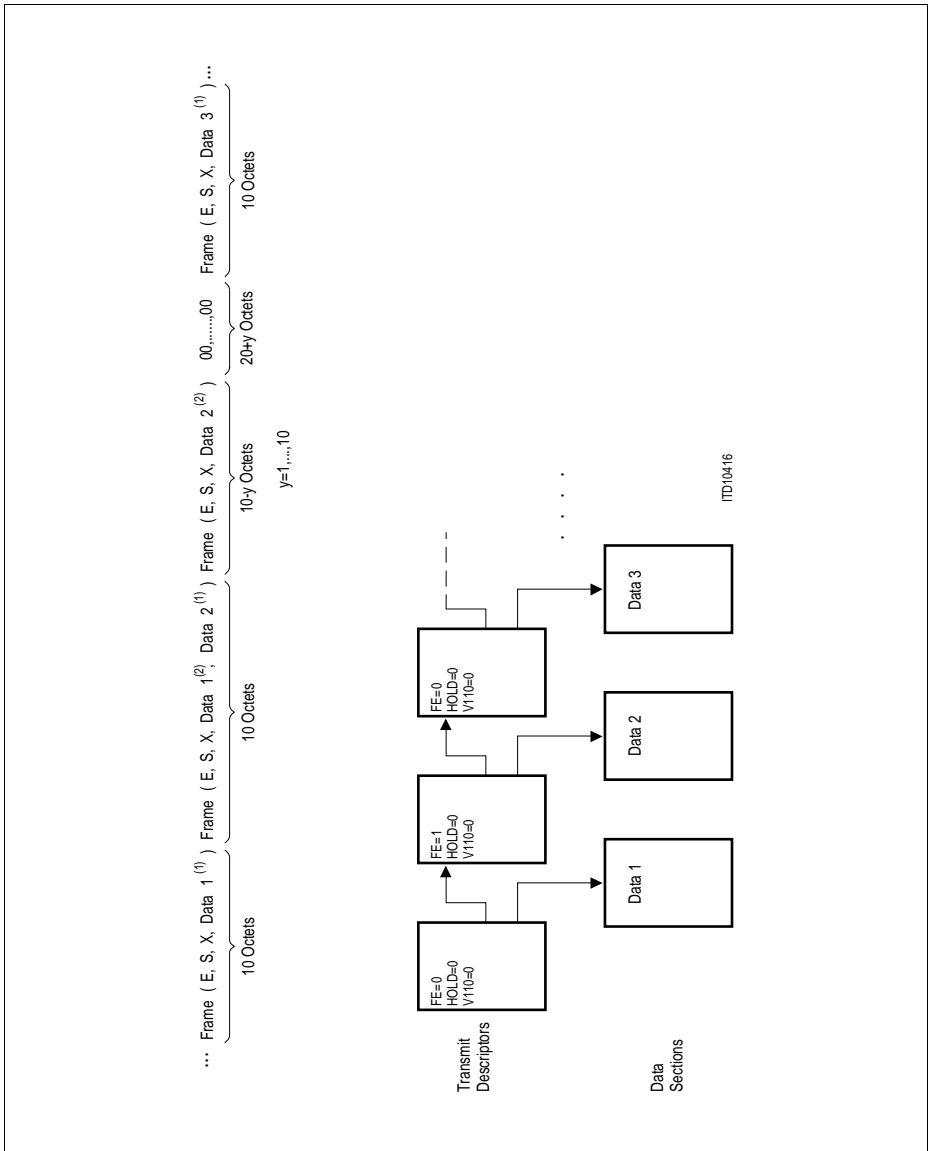 ... Frame ( E, S, X, Data 1 (1) ) Frame ( E, S, X, Data 1(2), Data 2(1) ) Frame ( E, S, X, Data 2(2) ) 00,......,00 Frame ( E, S, X, Data 3 (1) ) ...
10 Octets 10 Octets 10-y Octets 20+y Octets 10 Octets
y=1,...,10
Transmit
Descriptors
FE=0
HOLD=0
V110=0
FE=1
HOLD=0
V110=0
FE=0
HOLD=0
V110=0
Data
Sections
Data 1
Data 2
Data 3
ITD10416